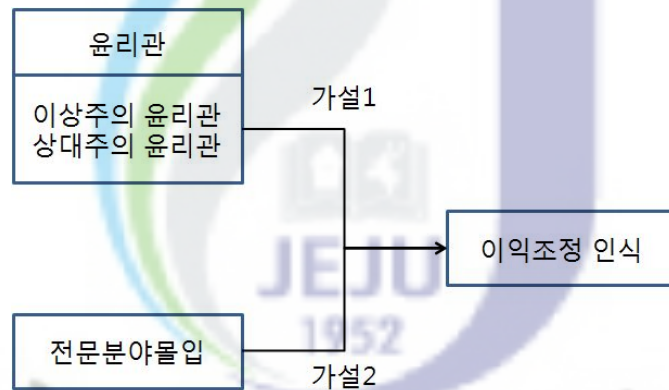 윤리관
이상주의 윤리관
상대주의 윤리관
가설1
이익조정 인식
전문분야몰입
가설2
JEJU
1952